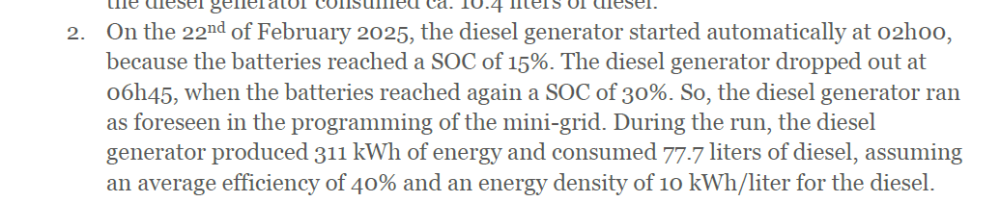 the diesel generator consumed ca. 10.4 liters of diesel.
2. On the 22nd of February 2025, the diesel generator started automatically at 02h00,
because the batteries reached a SOC of 15%. The diesel generator dropped out at
06h45, when the batteries reached again a SOC of 30%. So, the diesel generator ran
as foreseen in the programming of the mini-grid. During the run, the diesel
generator produced 311 kWh of energy and consumed 77.7 liters of diesel, assuming
an average efficiency of 40% and an energy density of 10 kWh/liter for the diesel.